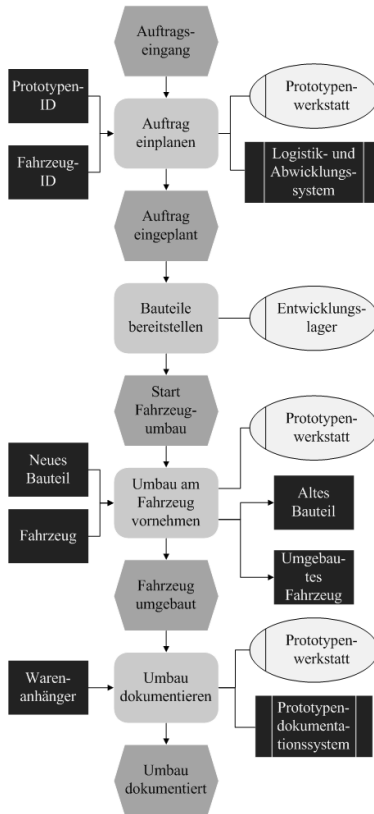 Auftrags-
eingang
Prototypen-
ID
Fahrzeug-
ID
Auftrag
einplanen
Prototypen-
werkstatt
Logistik- und
Abwicklungs-
system
Auftrag
eingeplant
Bauteile
bereitstellen
Entwicklungs-
lager
Start
Fahrzeug-
umbau
Neues
Bauteil
Fahrzeug
Umbau am
Fahrzeug
vornehmen
Prototypen-
werkstatt
Altes
Bauteil
Umgebau-
tes
Fahrzeug
Fahrzeug
umgebaut
Waren-
anhänger
Umbau
dokumentieren
Prototypen-
werkstatt
Prototypen-
dokumenta-
tionssystem
Umbau
dokumentiert